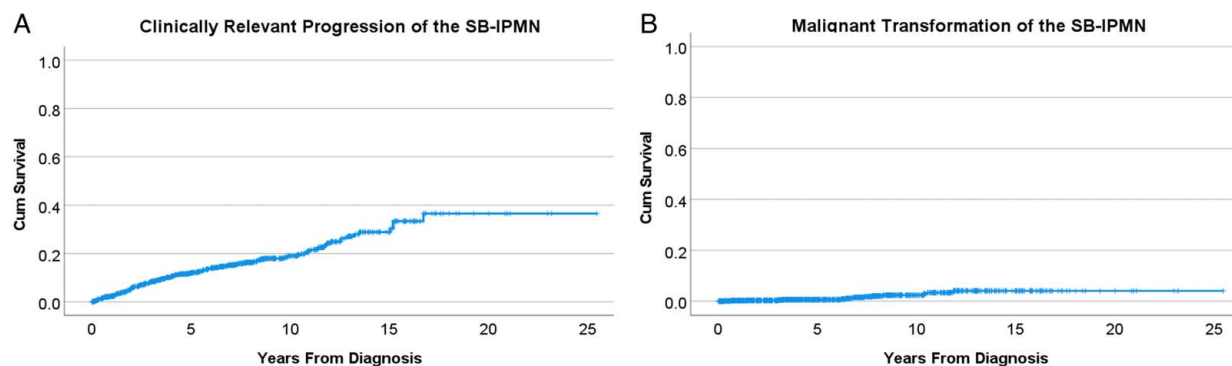 A
Clinically Relevant Progression of the SB-IPMN
1.0
0.8
0.6
0.4
0.2
0.0
Cum Survival
0 5 10 15 20 25
Years From Diagnosis
B
Malignant Transformation of the SB-IPMN
1.0
0.8
0.6
0.4
0.2
0.0
Cum Survival
0 5 10 15 20 25
Years From Diagnosis